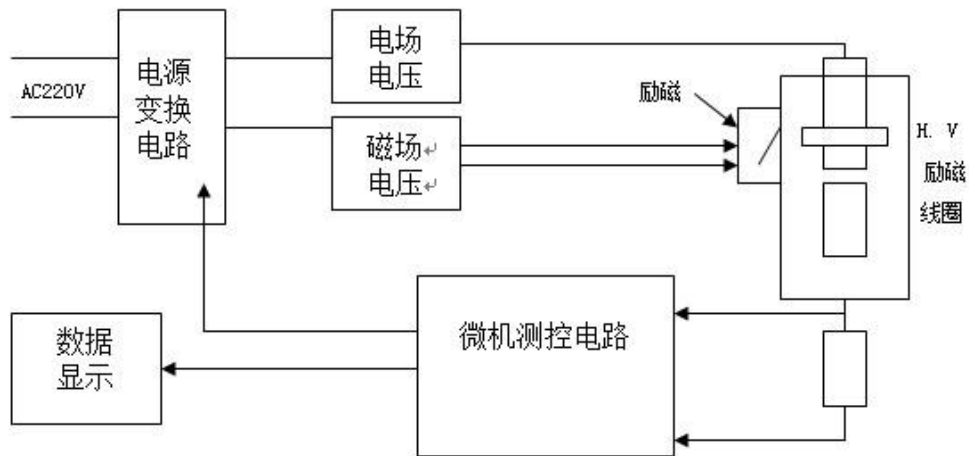 AC220V
电源
变换
电路
电场
电压
磁场↵
电压↵
励磁
H. V
励磁
线圈
微机测控电路
数据
显示